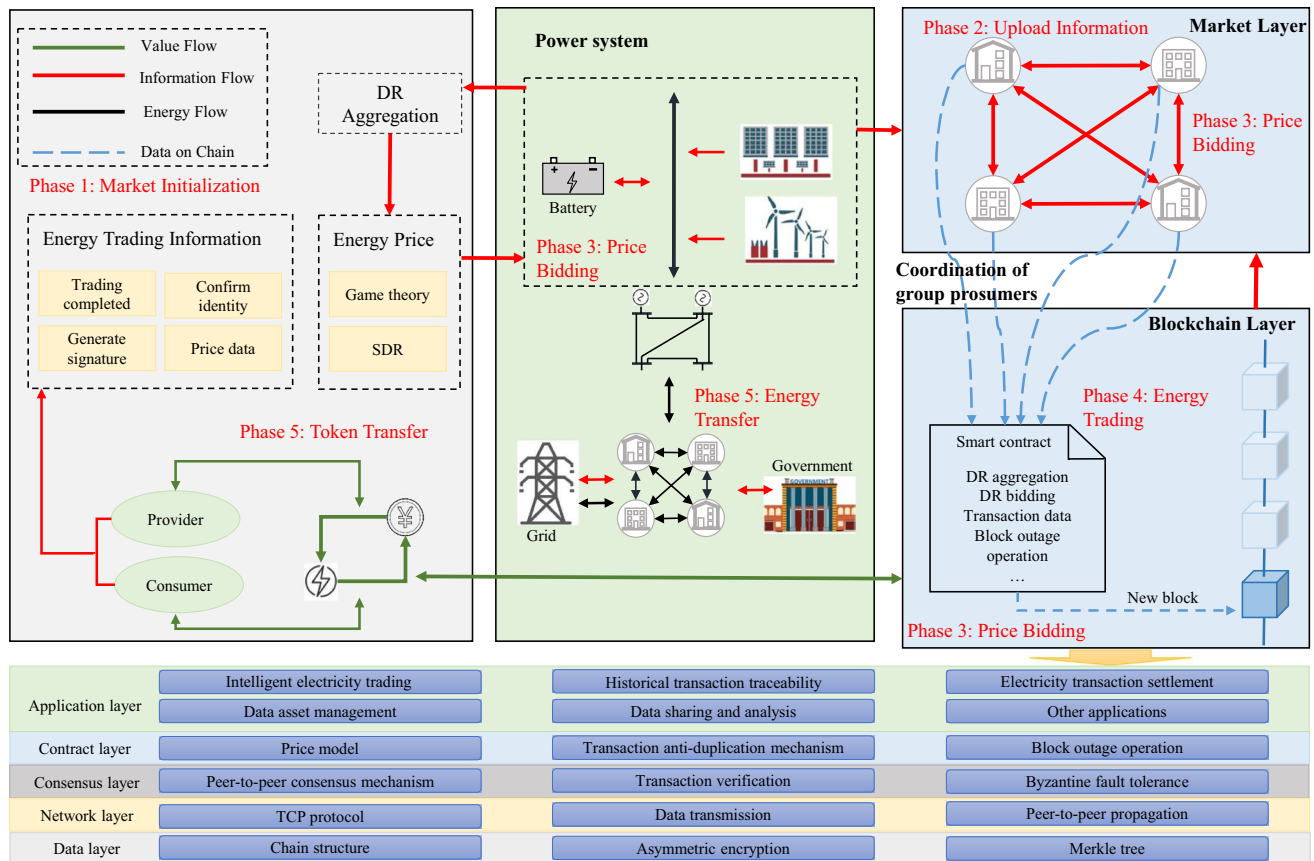 Value Flow
Information Flow
Energy Flow
Data on Chain
Phase 1: Market Initialization
DR
Aggregation
Energy Trading Information
Trading
completed
Confirm
identity
Generate
signature
Price data
Energy Price
Game theory
SDR
Phase 5: Token Transfer
Provider
Consumer
¥
Power system
+ −
Battery
Phase 3: Price
Bidding
Phase 5: Energy
Transfer
Grid
Government
GOVERNMENT
Phase 2: Upload Information
Market Layer
Phase 3: Price
Bidding
Coordination of
group prosumers
Blockchain Layer
Phase 4: Energy
Trading
Smart contract
DR aggregation
DR bidding
Transaction data
Block outage
operation
…
New block
Phase 3: Price Bidding
Application layer
Intelligent electricity trading
Historical transaction traceability
Electricity transaction settlement
Data asset management
Data sharing and analysis
Other applications
Contract layer
Price model
Transaction anti-duplication mechanism
Block outage operation
Consensus layer
Peer-to-peer consensus mechanism
Transaction verification
Byzantine fault tolerance
Network layer
TCP protocol
Data transmission
Peer-to-peer propagation
Data layer
Chain structure
Asymmetric encryption
Merkle tree